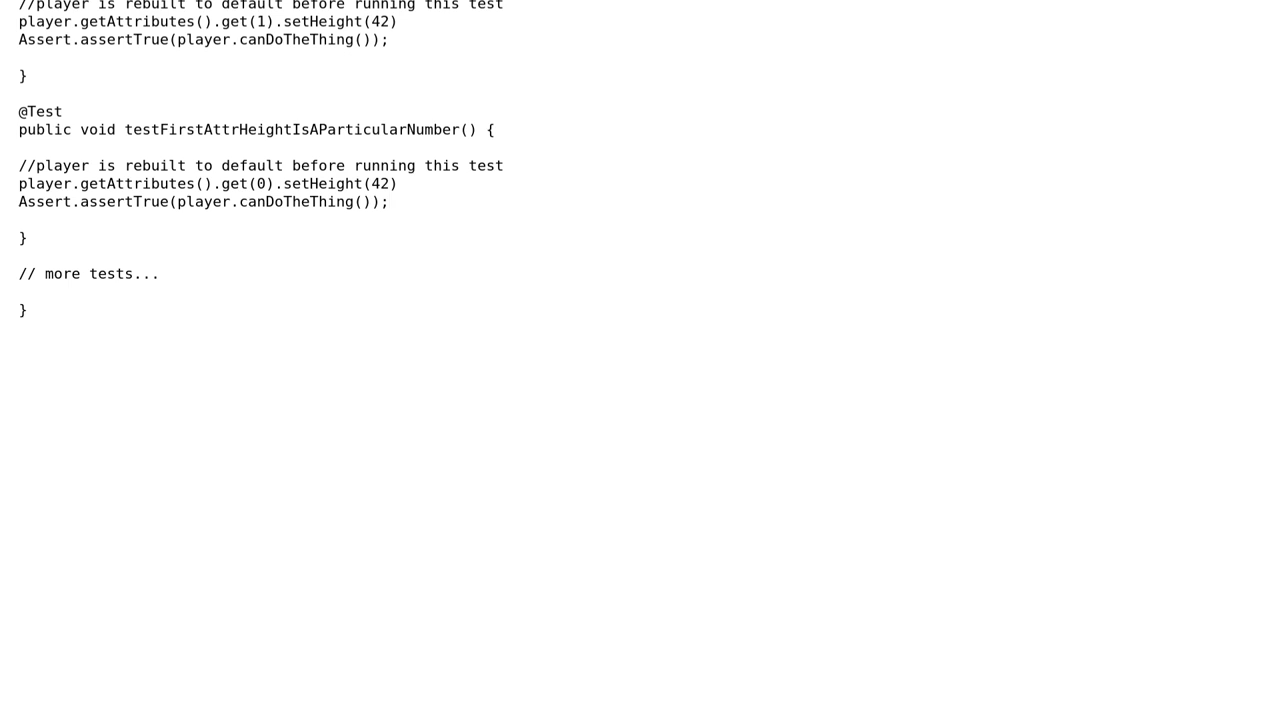 //player is rebuilt to default before running this test
player.getAttributes().get(1).setHeight(42)
Assert.assertTrue(player.canDoTheThing());
}
@Test
public void testFirstAttrHeightIsAParticularNumber() {
//player is rebuilt to default before running this test
player.getAttributes().get(0).setHeight(42)
Assert.assertTrue(player.canDoTheThing());
}
// more tests...
}